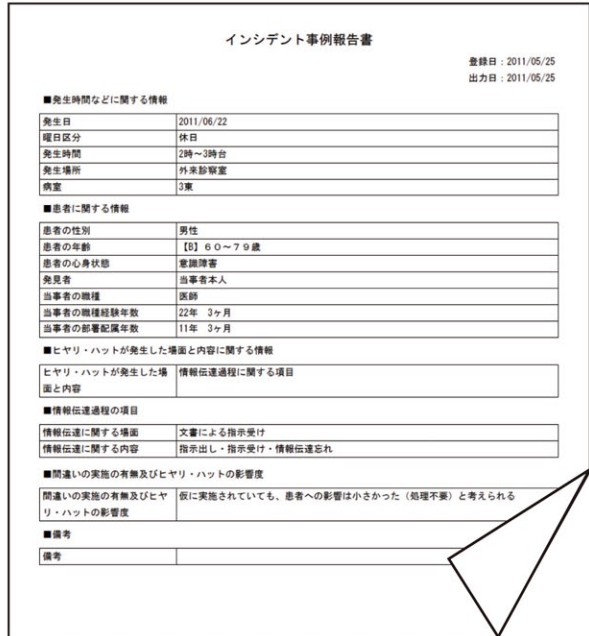 インシデント事例報告書
登録日：2011/05/25
出力日：2011/05/25
■発生時間などに関する情報
発生日 2011/06/22
曜日区分 休日
発生時間 2時～3時台
発生場所 外来診察室
病室 3東
■患者に関する情報
患者の性別 男性
患者の年齢 【B】６０～７９歳
患者の心身状態 意識障害
発見者 当事者本人
当事者の職種 医師
当事者の職種経験年数 22年　3ヶ月
当事者の部署配属年数 11年　3ヶ月
■ヒヤリ・ハットが発生した場面と内容に関する情報
ヒヤリ・ハットが発生した場 情報伝達過程に関する項目
面と内容
■情報伝達過程の項目
情報伝達に関する場面 文書による指示受け
情報伝達に関する内容 指示出し・指示受け・情報伝達忘れ
■間違いの実施の有無及びヒヤリ・ハットの影響度
間違いの実施の有無及びヒヤ 仮に実施されていても、患者への影響は小さかった（処理不要）と考えられる
リ・ハットの影響度
■備考
備考